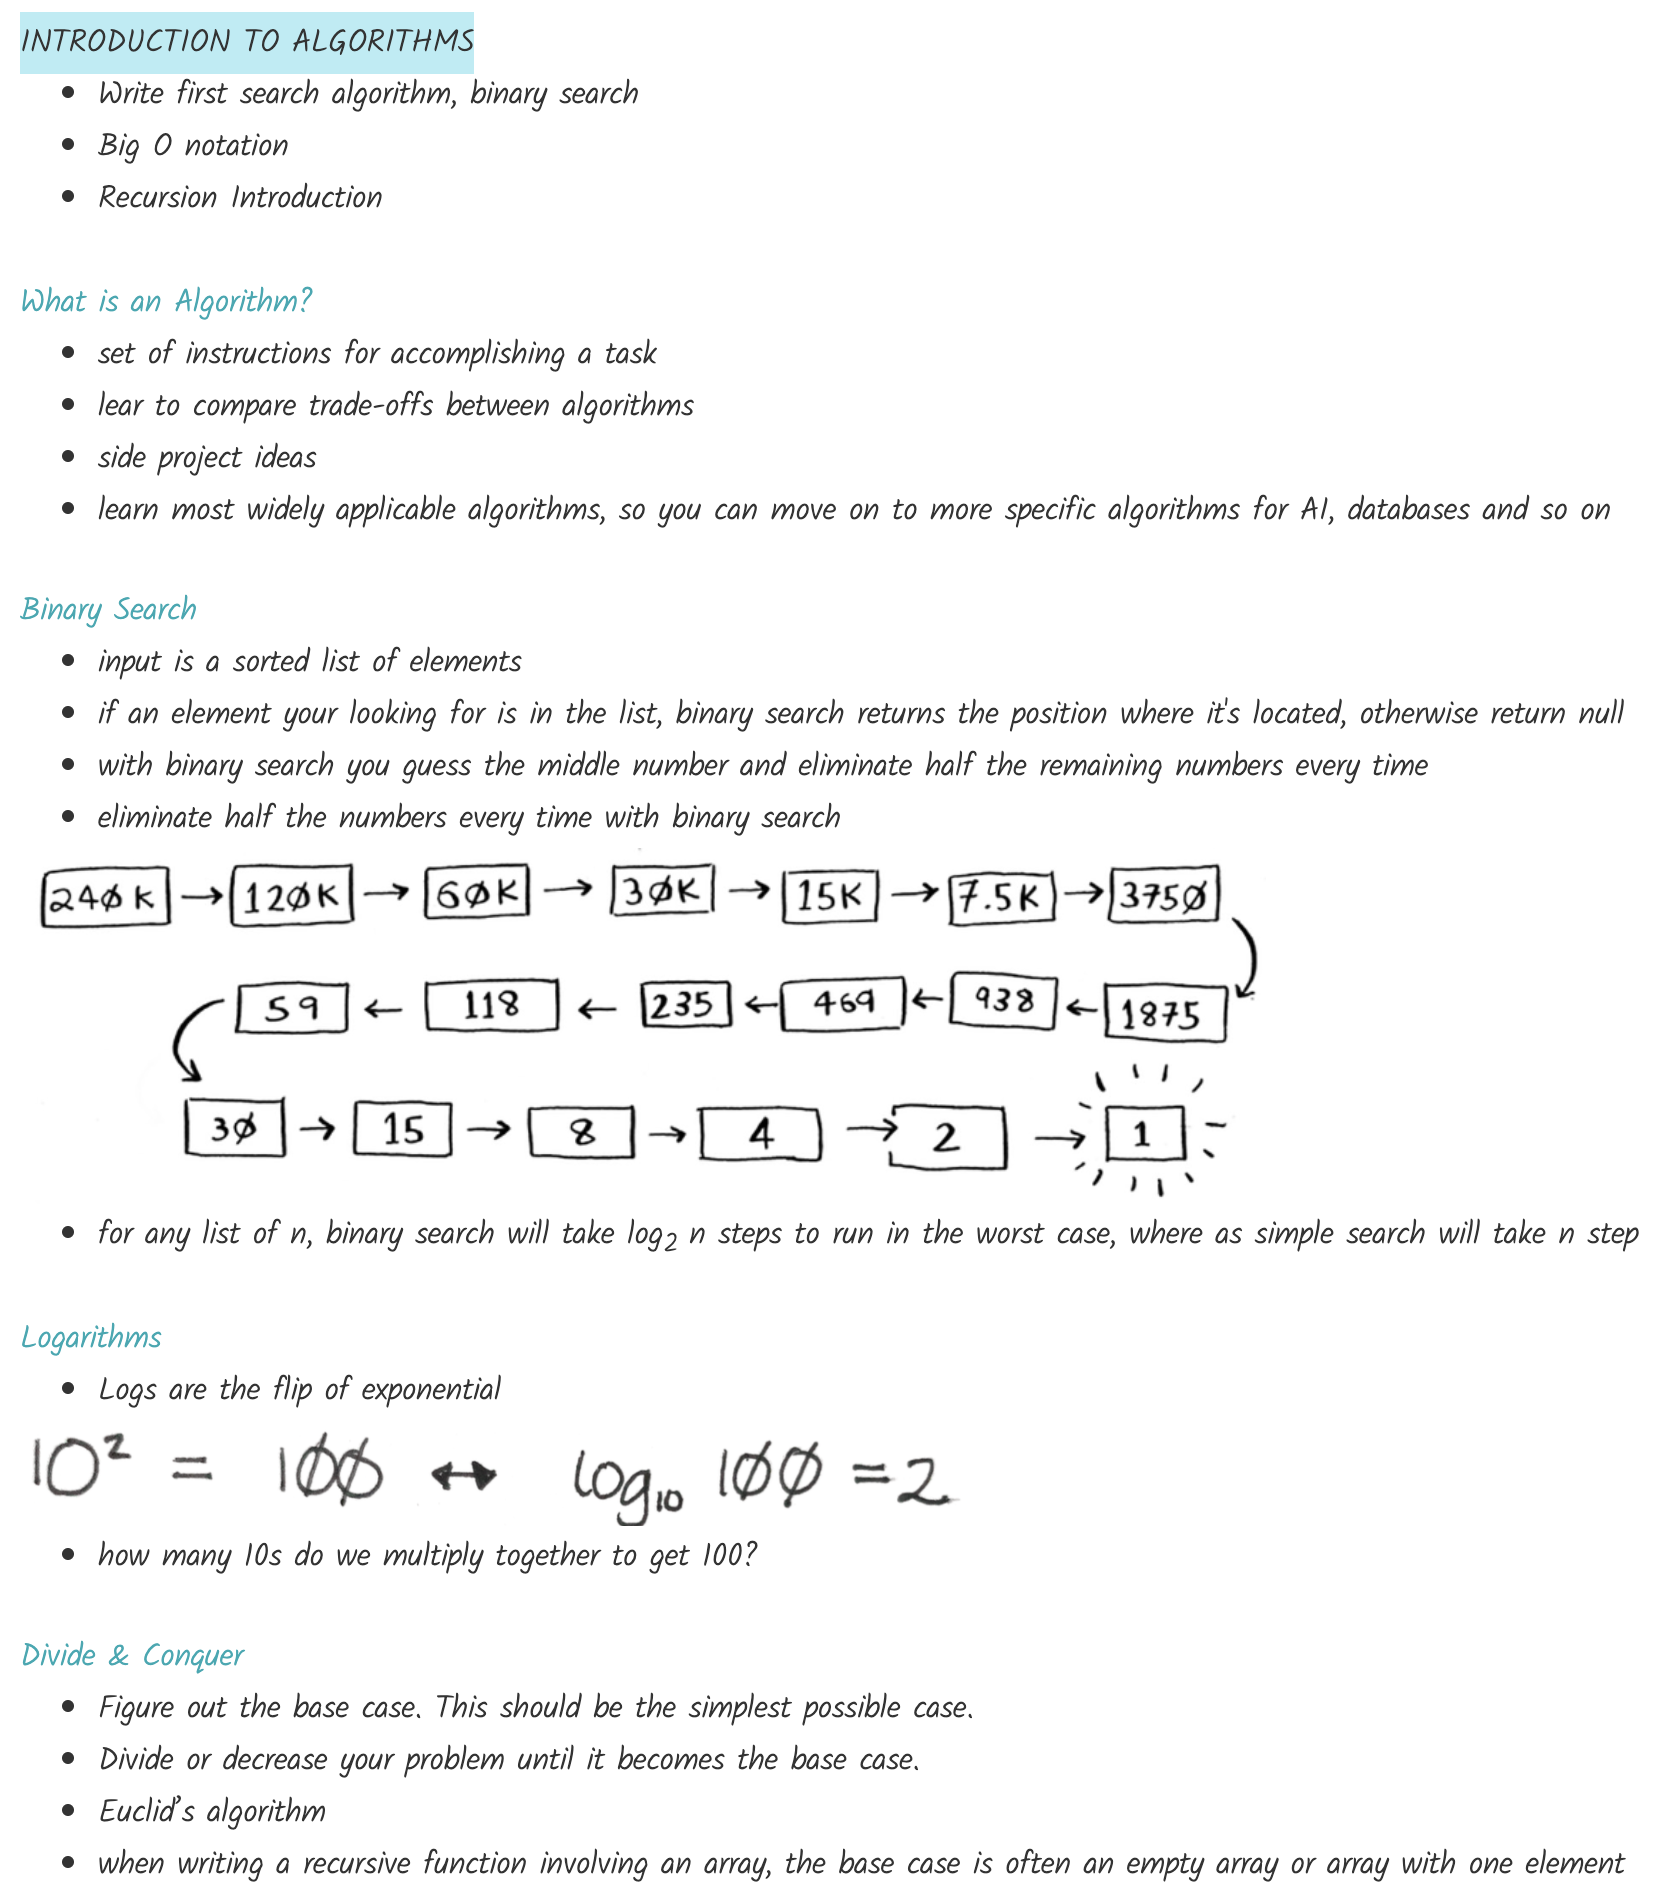 INTRODUCTION TO ALGORITHMS
• Write first search algorithm, binary search
• Big O notation
• Recursion Introduction
What is an Algorithm?
• set of instructions for accomplishing a task
• lear to compare trade-offs between algorithms
• side project ideas
• learn most widely applicable algorithms, so you can move on to more specific algorithms for AI, databases and so on
Binary Search
• input is a sorted list of elements
• if an element your looking for is in the list, binary search returns the position where it's located, otherwise return null
• with binary search you guess the middle number and eliminate half the remaining numbers every time
• eliminate half the numbers every time with binary search
240K → 120K → 60K → 30K → 15K → 7.5K → 3750
59 ← 118 ← 235 ← 469 ← 938 ← 1875
30 → 15 → 8 → 4 → 2 → 1
• for any list of n, binary search will take log₂ n steps to run in the worst case, where as simple search will take n step
Logarithms
• Logs are the flip of exponential
10² = 100 ↔ log₁₀ 100 = 2
• how many 10s do we multiply together to get 100?
Divide & Conquer
• Figure out the base case. This should be the simplest possible case.
• Divide or decrease your problem until it becomes the base case.
• Euclid’s algorithm
• when writing a recursive function involving an array, the base case is often an empty array or array with one element